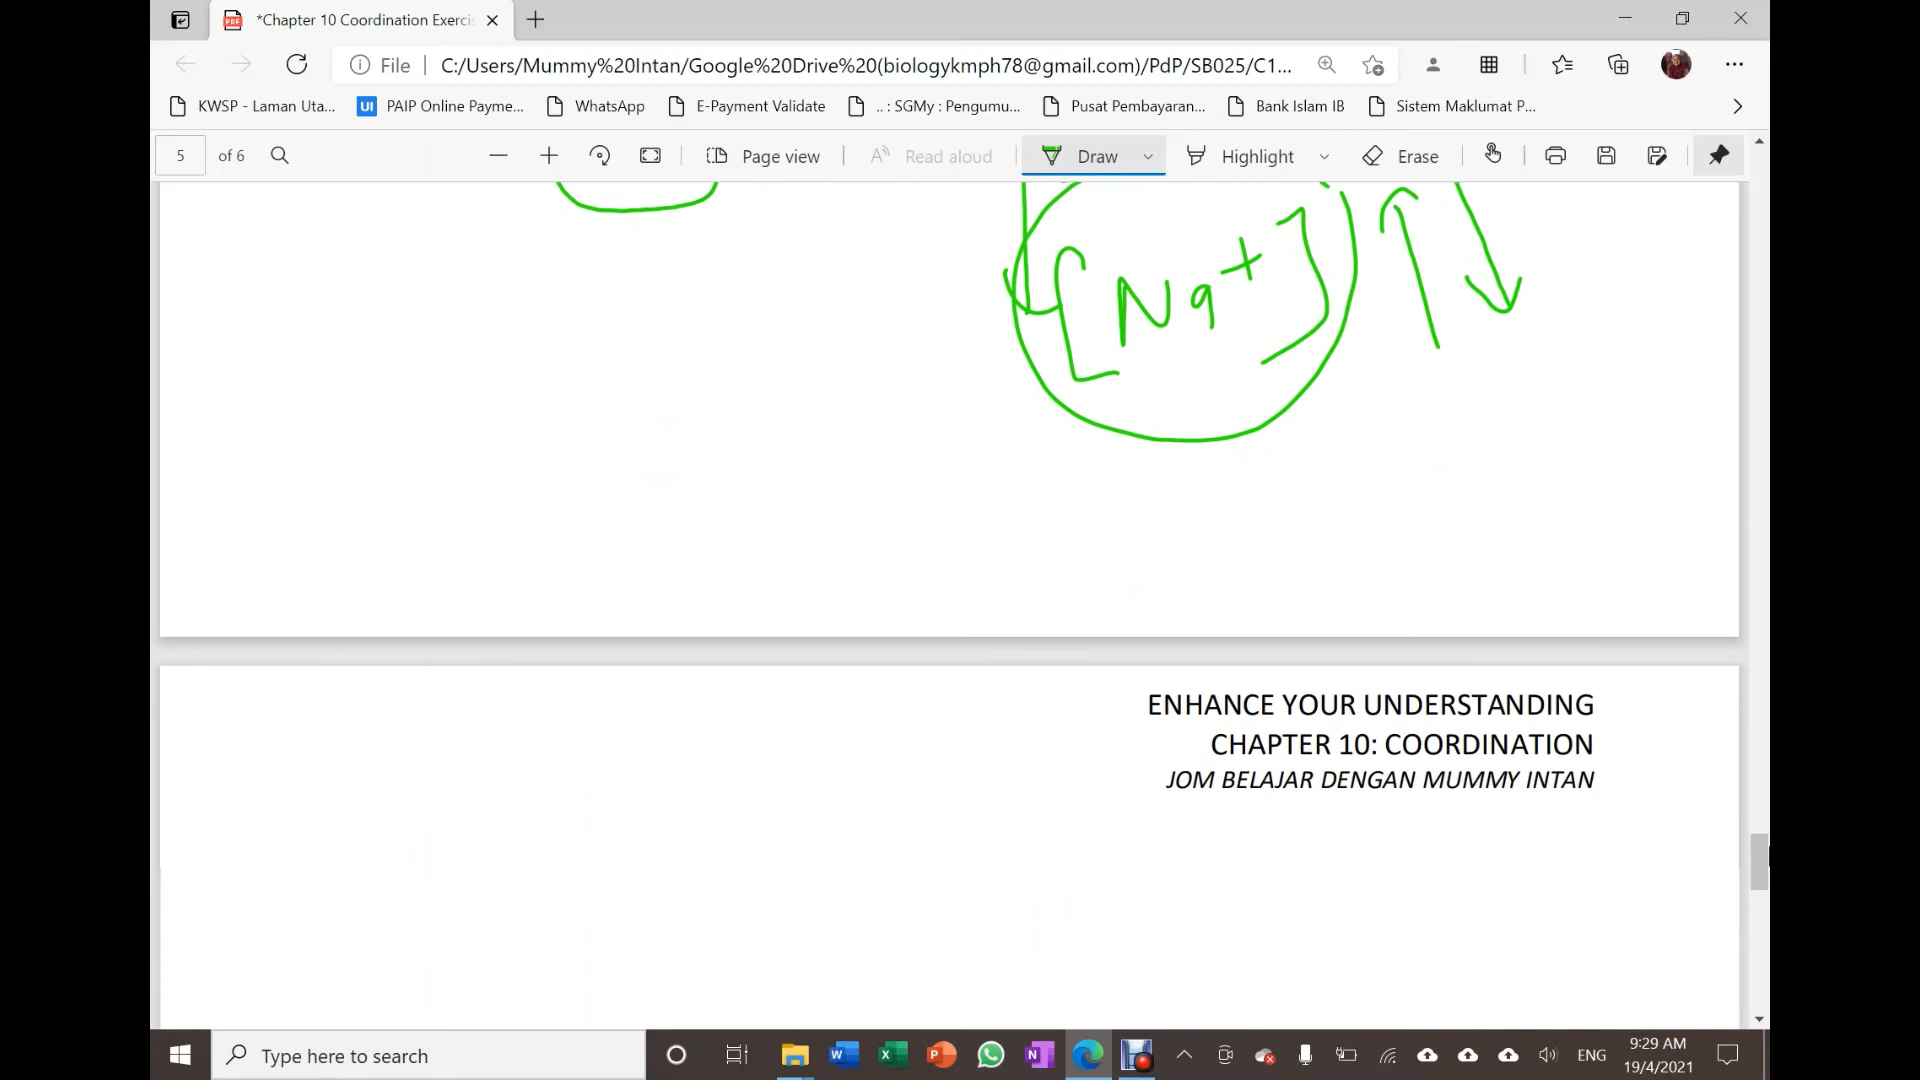 *Chapter 10 Coordination Exerci
File
C:/Users/Mummy%20Intan/Google%20Drive%20(biologykmph78@gmail.com)/PdP/SB025/C1...
KWSP - Laman Uta...
UI
PAIP Online Payme...
WhatsApp
E-Payment Validate
.. : SGMy : Pengumu...
Pusat Pembayaran...
Bank Islam IB
Sistem Maklumat P...
5 of 6
Page view
Read aloud
Draw
Highlight
Erase
[Na+]
ENHANCE YOUR UNDERSTANDING
CHAPTER 10: COORDINATION
JOM BELAJAR DENGAN MUMMY INTAN
Type here to search
ENG
9:29 AM
19/4/2021